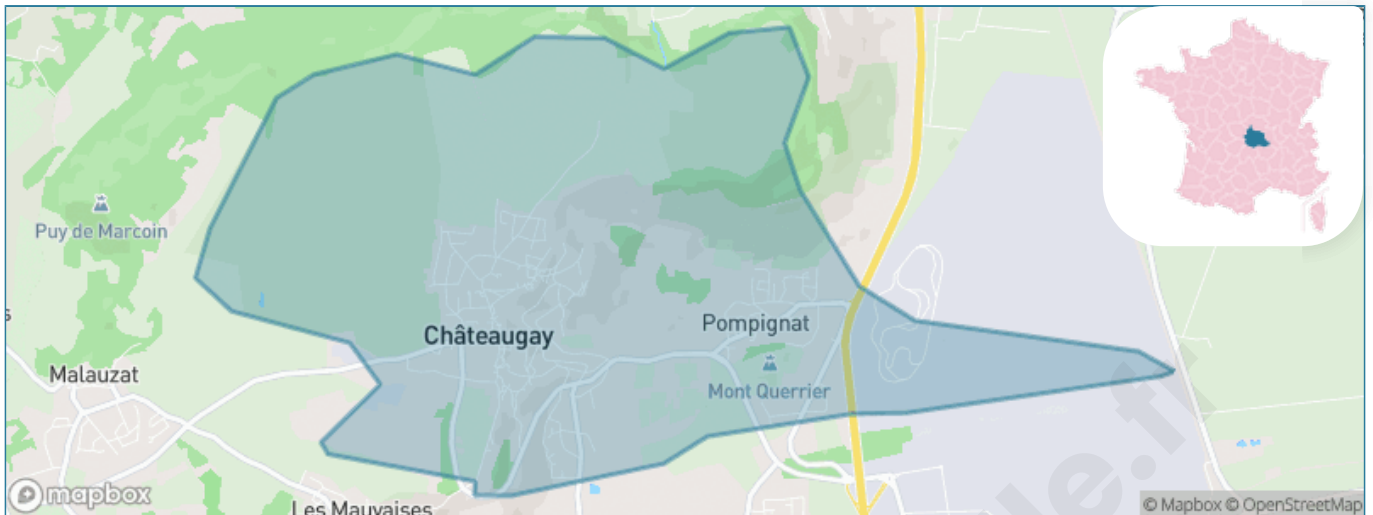 Puy de Marcoin
Châteaugay
Pompignat
Malauzat
Mont Querrier
Les Mauvaises
mapbox
© Mapbox © OpenStreetMap